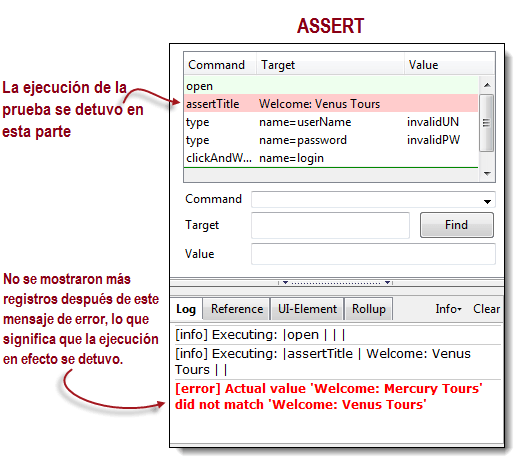 ASSERT
Command Target Value
open
assertTitle Welcome: Venus Tours
type name=userName invalidUN
type name=password invalidPW
clickAndW... name=login
La ejecución de la
prueba se detuvo en
esta parte
Command
Target Find
Value
No se mostraron más
registros después de este
mensaje de error, lo que
significa que la ejecución
en efecto se detuvo.
Log Reference UI-Element Rollup Info Clear
[info] Executing: |open | | |
[info] Executing: |assertTitle | Welcome: Venus
Tours | |
[error] Actual value 'Welcome: Mercury Tours'
did not match 'Welcome: Venus Tours'